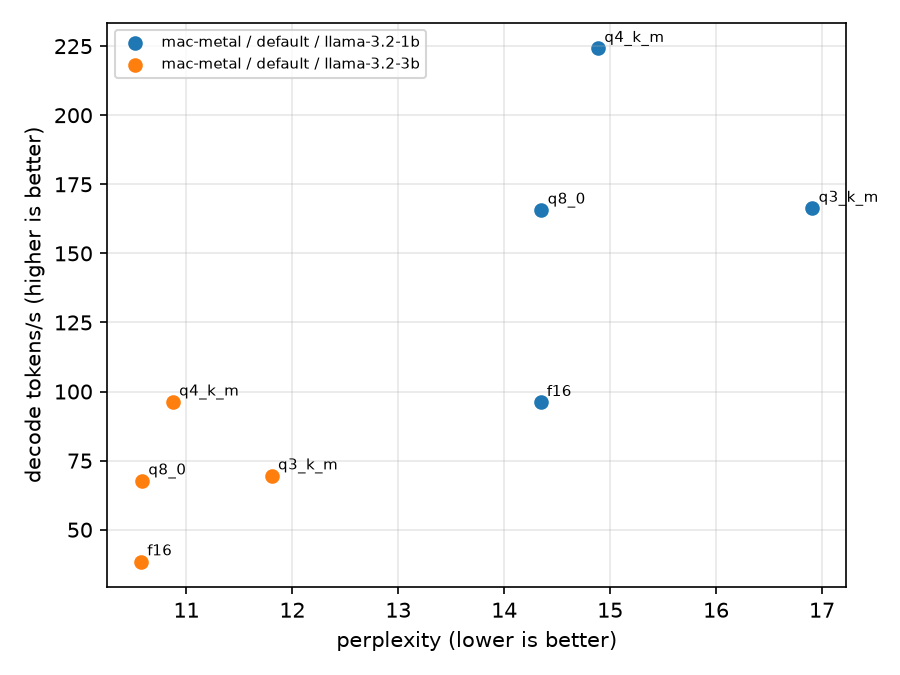 mac-metal / default / llama-3.2-1b
mac-metal / default / llama-3.2-3b
q4_k_m
q8_0
q3_k_m
f16
q4_k_m
q8_0
q3_k_m
f16
225
200
175
150
125
100
75
50
decode tokens/s (higher is better)
11 12 13 14 15 16 17
perplexity (lower is better)